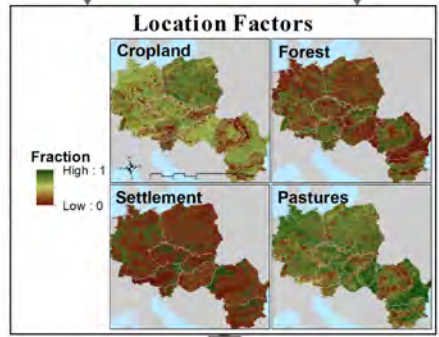 Location Factors
Cropland
Forest
Fraction
High : 1
Low : 0
Settlement
Pastures